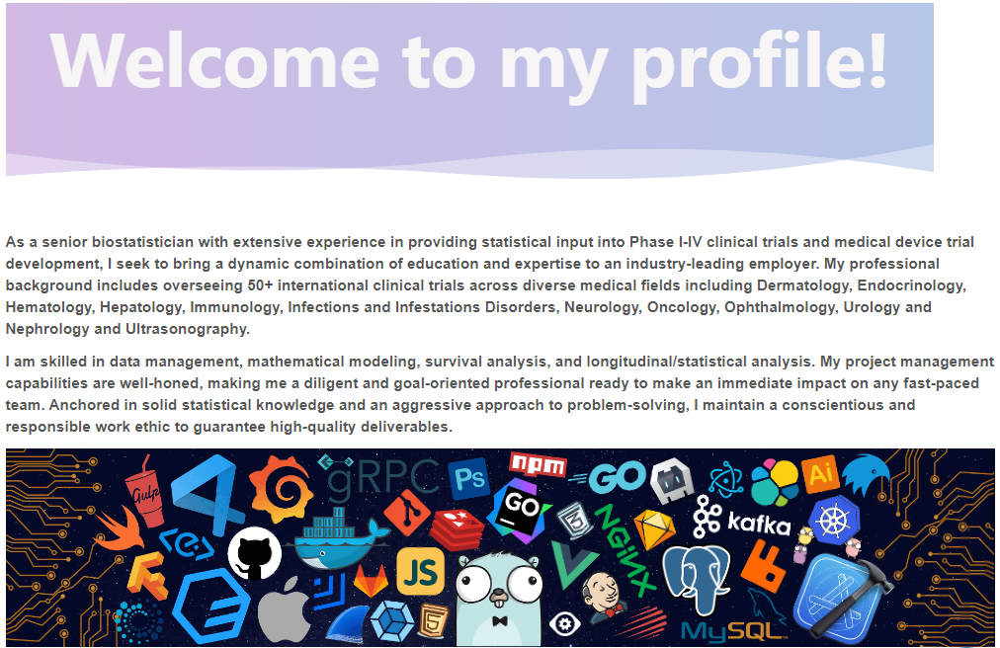 Welcome to my profile!
As a senior biostatistician with extensive experience in providing statistical input into Phase I-IV clinical trials and medical device trial
development, I seek to bring a dynamic combination of education and expertise to an industry-leading employer. My professional
background includes overseeing 50+ international clinical trials across diverse medical fields including Dermatology, Endocrinology,
Hematology, Hepatology, Immunology, Infections and Infestations Disorders, Neurology, Oncology, Ophthalmology, Urology and
Nephrology and Ultrasonography.
I am skilled in data management, mathematical modeling, survival analysis, and longitudinal/statistical analysis. My project management
capabilities are well-honed, making me a diligent and goal-oriented professional ready to make an immediate impact on any fast-paced
team. Anchored in solid statistical knowledge and an aggressive approach to problem-solving, I maintain a conscientious and
responsible work ethic to guarantee high-quality deliverables.
Gulp
gRPC
Ps
npm
GO
GO
Ai
kafka
NGiNX
JS
5
3
MySQL